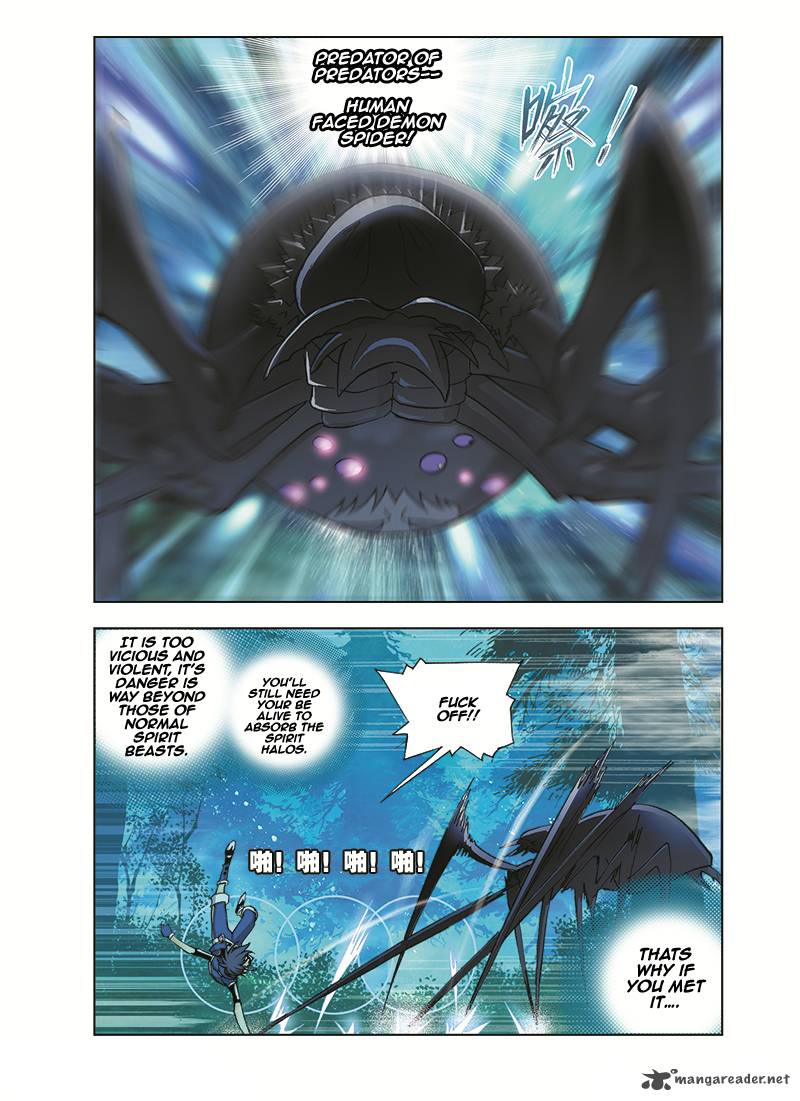 PREDATOR OF
PREDATORS--
HUMAN
FACED DEMON
SPIDER!
嚓!
IT IS TOO
VICIOUS AND
VIOLENT, IT'S
DANGER IS
WAY BEYOND
THOSE OF
NORMAL
SPIRIT
BEASTS.
YOU'LL
STILL NEED
YOUR BE
ALIVE TO
ABSORB THE
SPIRIT
HALOS.
FUCK
OFF!!
啪! 啪! 啪! 啪!
THATS
WHY IF
YOU MET
IT....
mangareader.net